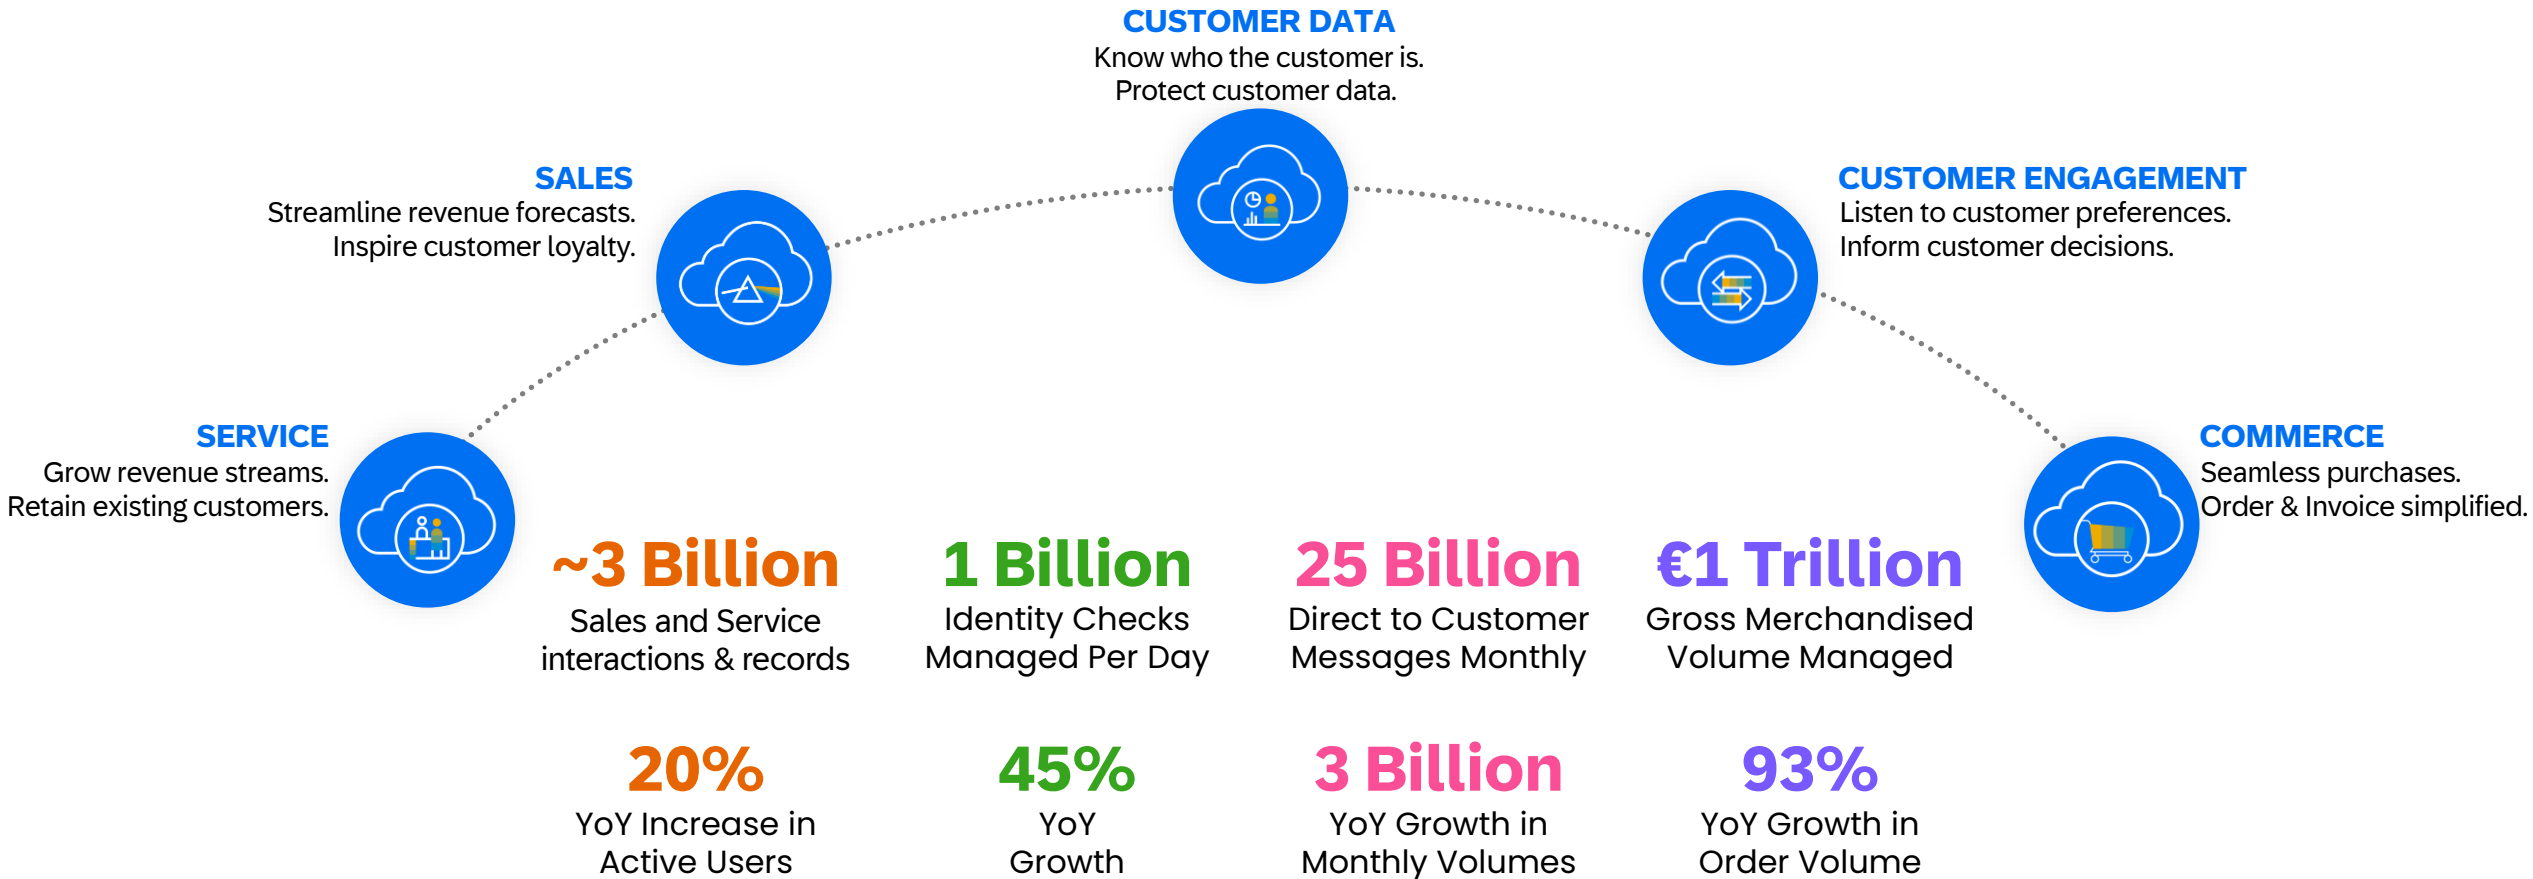 CUSTOMER DATA
Know who the customer is.
Protect customer data.
SALES
Streamline revenue forecasts.
Inspire customer loyalty.
CUSTOMER ENGAGEMENT
Listen to customer preferences.
Inform customer decisions.
SERVICE
Grow revenue streams.
Retain existing customers.
COMMERCE
Seamless purchases.
Order & Invoice simplified.
~3 Billion
Sales and Service
interactions & records
1 Billion
Identity Checks
Managed Per Day
25 Billion
Direct to Customer
Messages Monthly
€1 Trillion
Gross Merchandised
Volume Managed
20%
YoY Increase in
Active Users
45%
YoY
Growth
3 Billion
YoY Growth in
Monthly Volumes
93%
YoY Growth in
Order Volume